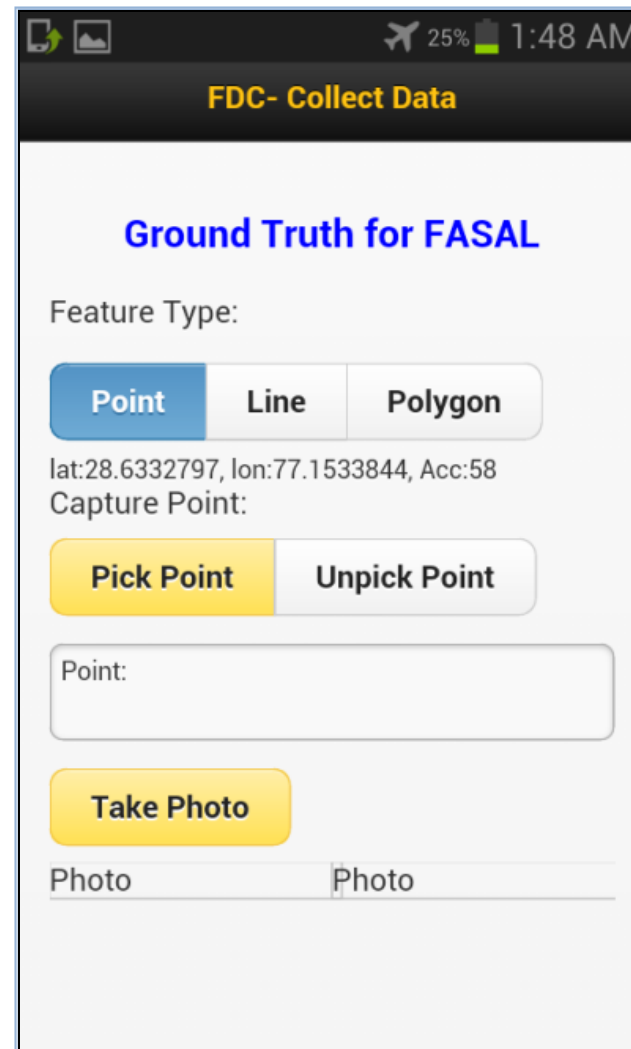 25% 1:48 AM
FDC- Collect Data
Ground Truth for FASAL
Feature Type:
Point Line Polygon
lat:28.6332797, lon:77.1533844, Acc:58
Capture Point:
Pick Point Unpick Point
Point:
Take Photo
Photo Photo